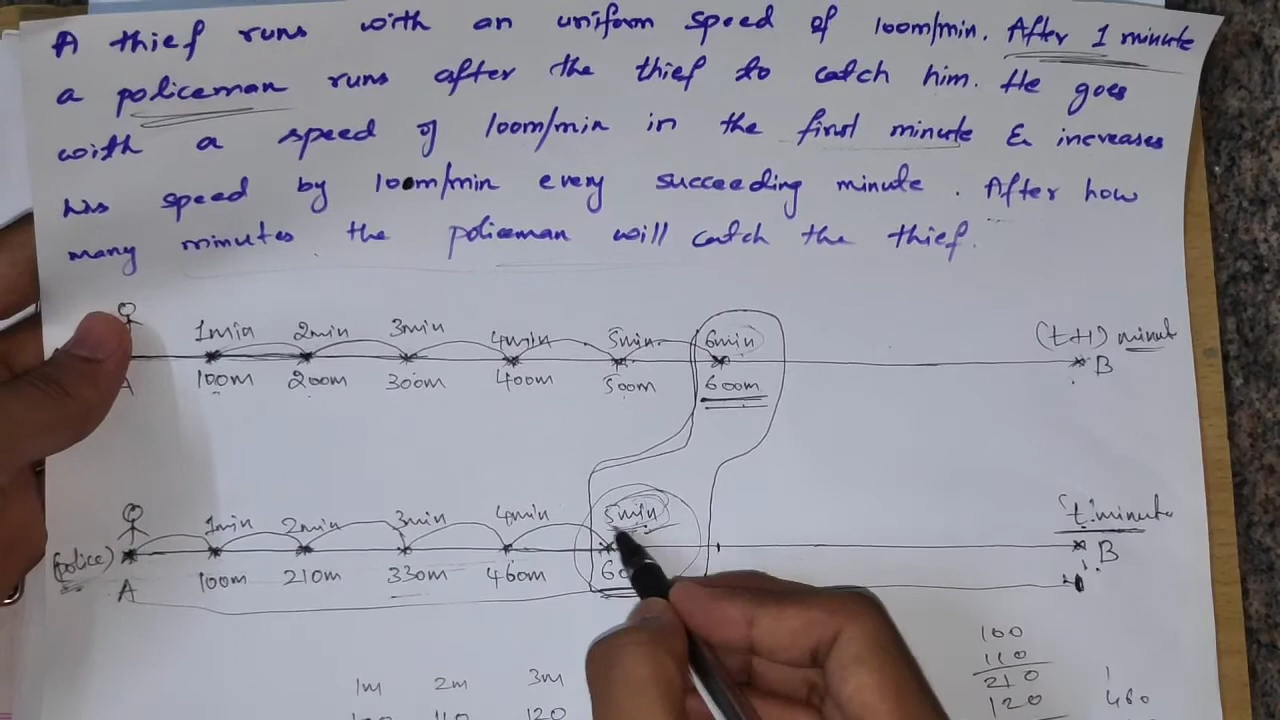 A thief runs with an uniform speed of 100m/min. After 1 minute
a policeman runs after the thief to catch him. He goes
with a speed of 100m/min in the first minute & increases
his speed by 10m/min every succeeding minute. After how
many minutes the policeman will catch the thief.
1min 2min 3min 4min 5min 6min (t+1) minut
A 100m 200m 300m 400m 500m 600m B
1min 2min 3min 4min 5min t minute
(police) A 100m 210m 330m 460m B
100
110
210
120
460
1m 2m 3m
110 120